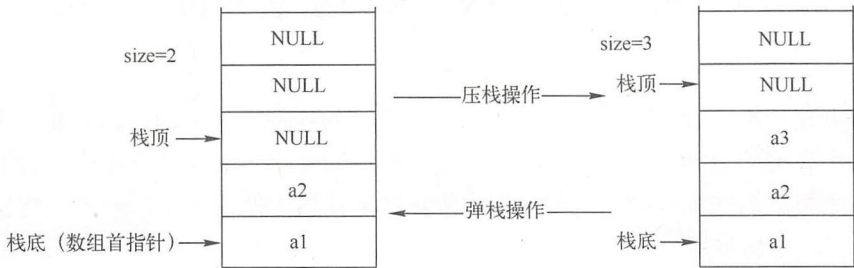 size=2
NULL
NULL
栈顶
NULL
a2
栈底（数组首指针）
a1
压栈操作
弹栈操作
size=3
NULL
栈顶
NULL
a3
a2
栈底
a1